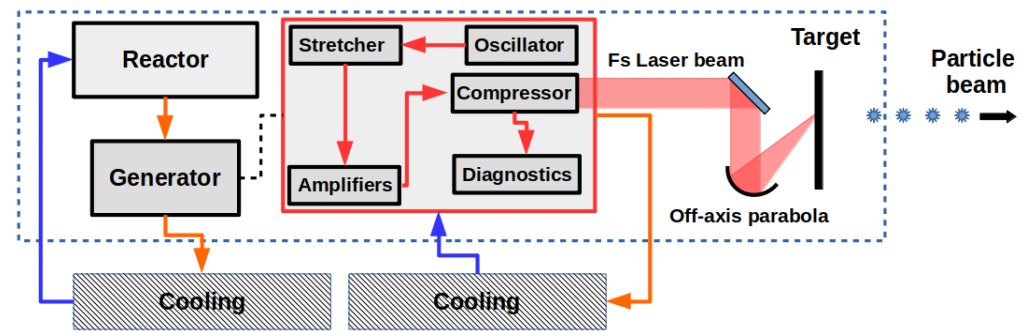 Reactor
Generator
Stretcher
Oscillator
Compressor
Amplifiers
Diagnostics
Fs Laser beam
Target
Particle
beam
Off-axis parabola
Cooling
Cooling